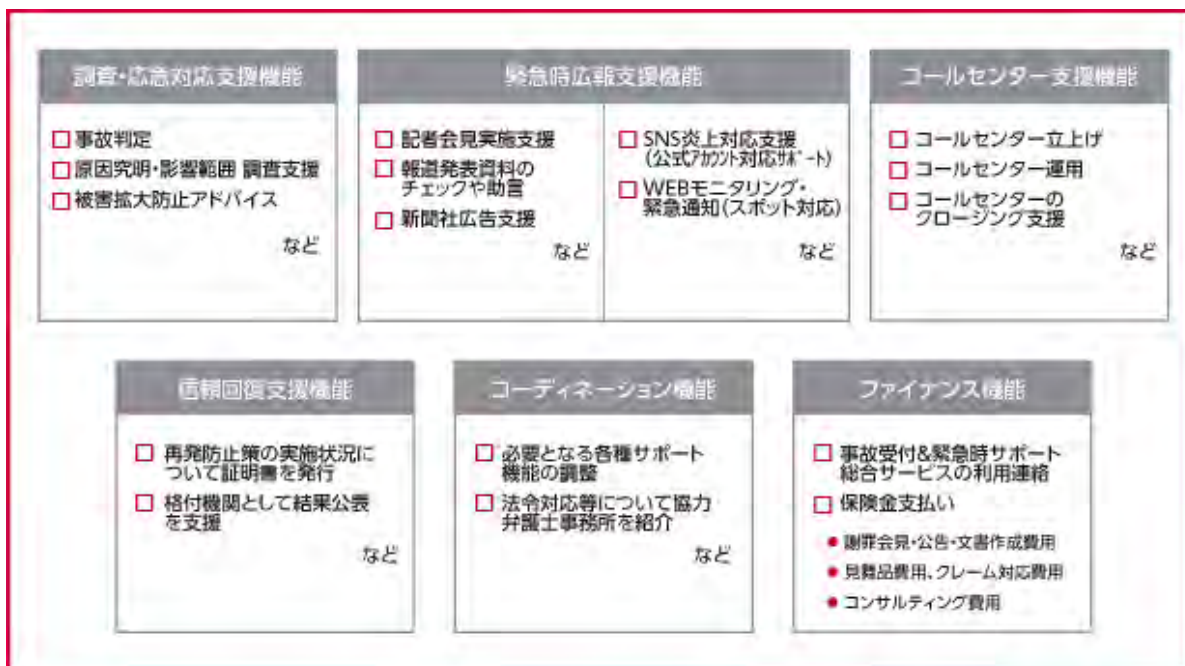 調査・応急対応支援機能
□ 事故判定
□ 原因究明・影響範囲 調査支援
□ 被害拡大防止アドバイス
など
緊急時広報支援機能
□ 記者会見実施支援
□ 報道発表資料の
チェックや助言
□ 新聞社広告支援
など
□ SNS炎上対応支援
(公式アカウント対応サポート)
□ WEBモニタリング・
緊急通知(スポット対応)
など
コールセンター支援機能
□ コールセンター立上げ
□ コールセンター運用
□ コールセンターの
クロージング支援
など
信頼回復支援機能
□ 再発防止策の実施状況に
ついて証明書を発行
□ 格付機関として結果公表
を支援
など
コーディネーション機能
□ 必要となる各種サポート
機能の調整
□ 法令対応等について協力
弁護士事務所を紹介
など
ファイナンス機能
□ 事故受付&緊急時サポート
総合サービスの利用連絡
□ 保険金支払い
● 謝罪会見・公告・文書作成費用
● 見舞品費用、クレーム対応費用
● コンサルティング費用